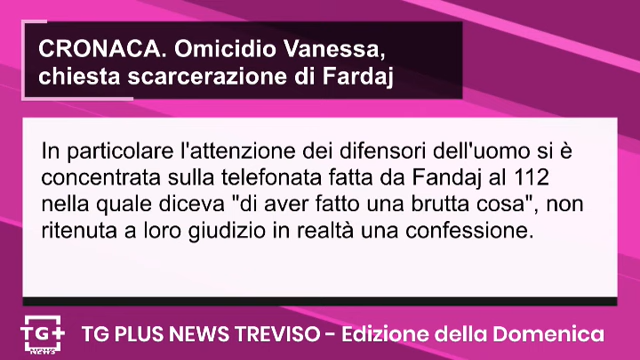 CRONACA. Omicidio Vanessa,
chiesta scarcerazione di Fardaj
In particolare l'attenzione dei difensori dell'uomo si è
concentrata sulla telefonata fatta da Fandaj al 112
nella quale diceva "di aver fatto una brutta cosa", non
ritenuta a loro giudizio in realtà una confessione.
TG+
NEWS
TG PLUS NEWS TREVISO - Edizione della Domenica